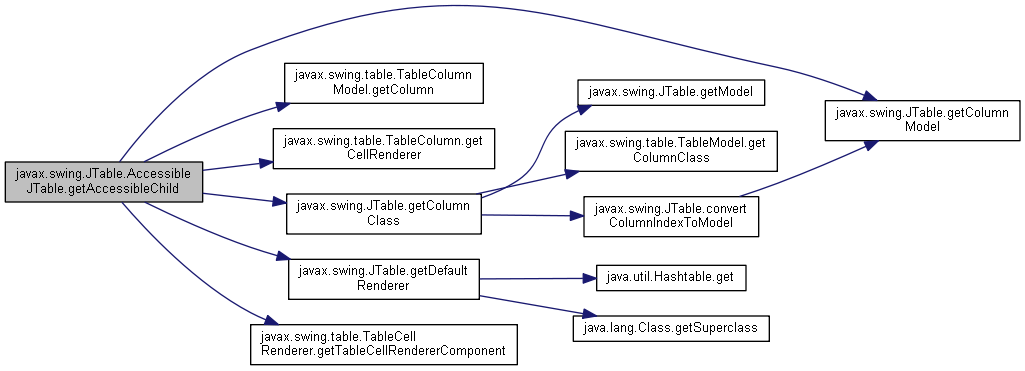 javax.swing.JTable.Accessible
JTable.getAccessibleChild
javax.swing.table.TableColumn
Model.getColumn
javax.swing.table.TableColumn.get
CellRenderer
javax.swing.JTable.getColumn
Class
javax.swing.JTable.getDefault
Renderer
javax.swing.table.TableCell
Renderer.getTableCellRendererComponent
javax.swing.JTable.getModel
javax.swing.table.TableModel.get
ColumnClass
javax.swing.JTable.convert
ColumnIndexToModel
java.util.Hashtable.get
java.lang.Class.getSuperclass
javax.swing.JTable.getColumn
Model